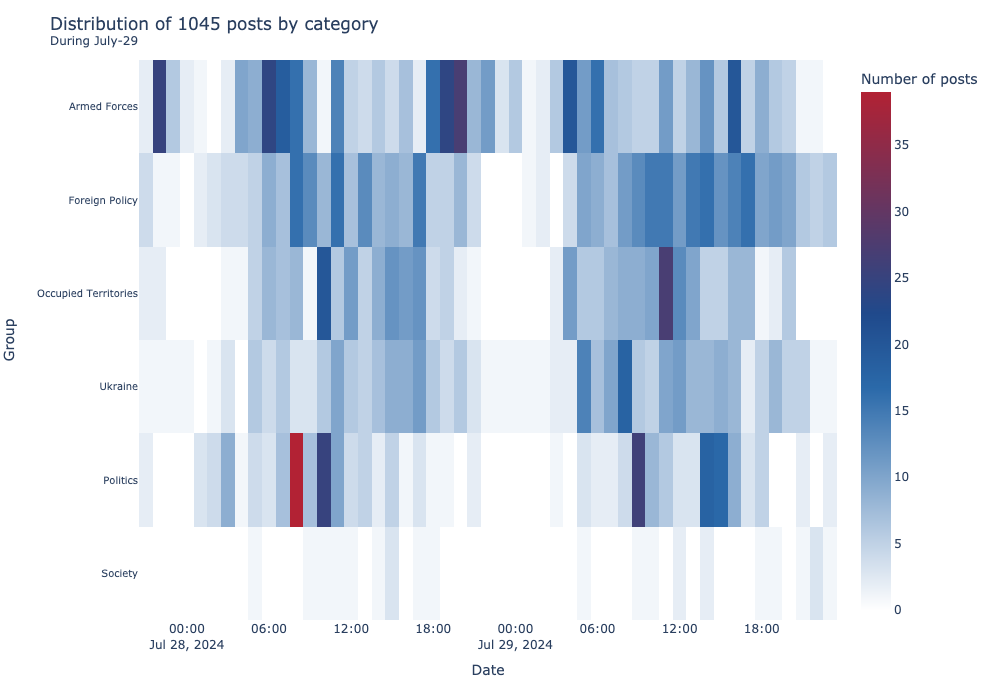 Distribution of 1045 posts by category
During July-29
Number of posts
Armed Forces
Foreign Policy
Occupied Territories
Ukraine
Politics
Society
Group
35
30
25
20
15
10
5
0
00:00 06:00 12:00 18:00 00:00 06:00 12:00 18:00
Jul 28, 2024 Jul 29, 2024
Date